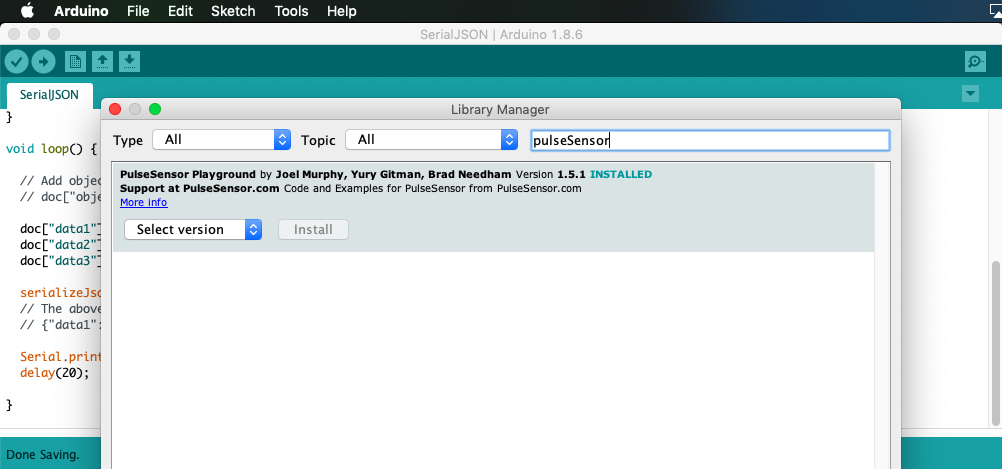 Arduino File Edit Sketch Tools Help
SerialJSON | Arduino 1.8.6
SerialJSON
Library Manager
}
Type All Topic All pulseSensor
void loop() {
PulseSensor Playground by Joel Murphy, Yury Gitman, Brad Needham Version 1.5.1 INSTALLED
Support at PulseSensor.com Code and Examples for PulseSensor from PulseSensor.com
More info
Select version Install
// Add objec
// doc["obje
doc["data1"]
doc["data2"]
doc["data3"]
serializeJso
// The above
// {"data1":
Serial.print
delay(20);
}
Done Saving.